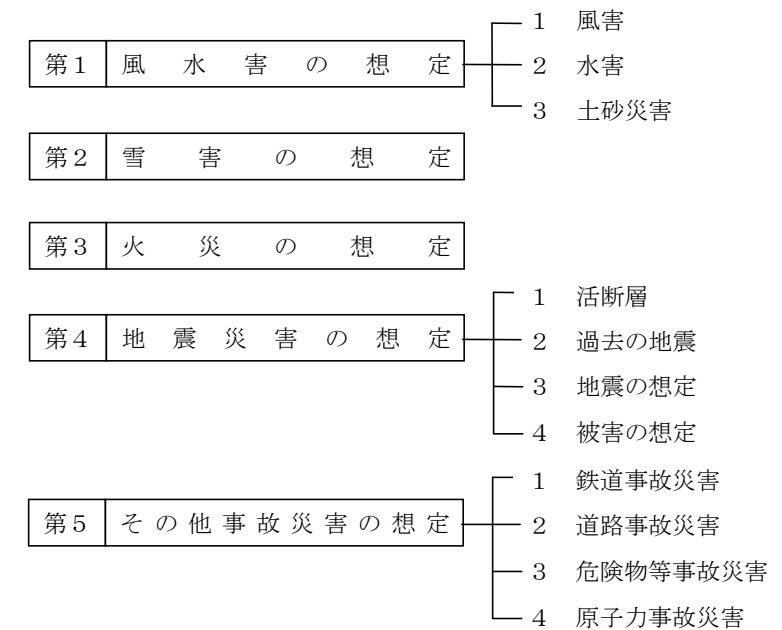 第１ 風水害の想定
１ 風害
２ 水害
３ 土砂災害
第２ 雪害の想定
第３ 火災の想定
第４ 地震災害の想定
１ 活断層
２ 過去の地震
３ 地震の想定
４ 被害の想定
第５ その他事故災害の想定
１ 鉄道事故災害
２ 道路事故災害
３ 危険物等事故災害
４ 原子力事故災害